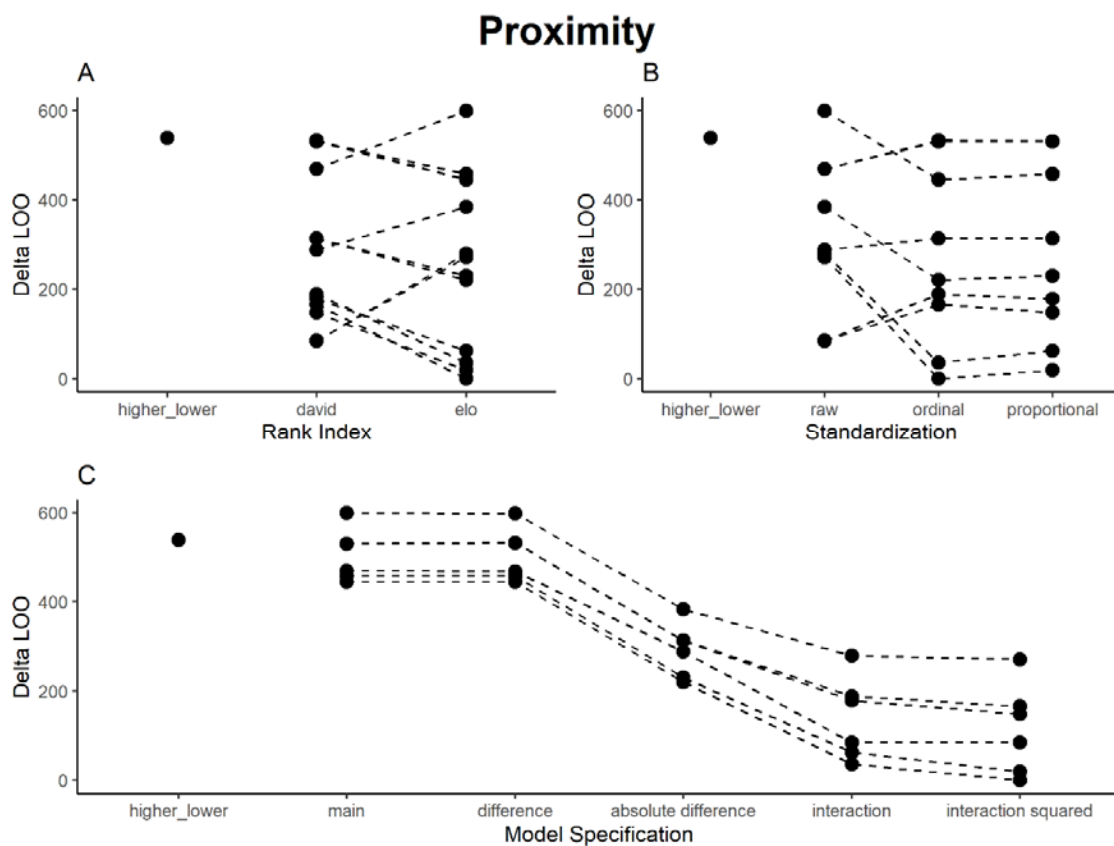 Proximity
A
Delta LOO
600
400
200
0
higher_lower david elo
Rank Index
B
Delta LOO
600
400
200
0
higher_lower raw ordinal proportional
Standardization
C
Delta LOO
600
400
200
0
higher_lower main difference absolute difference interaction interaction squared
Model Specification